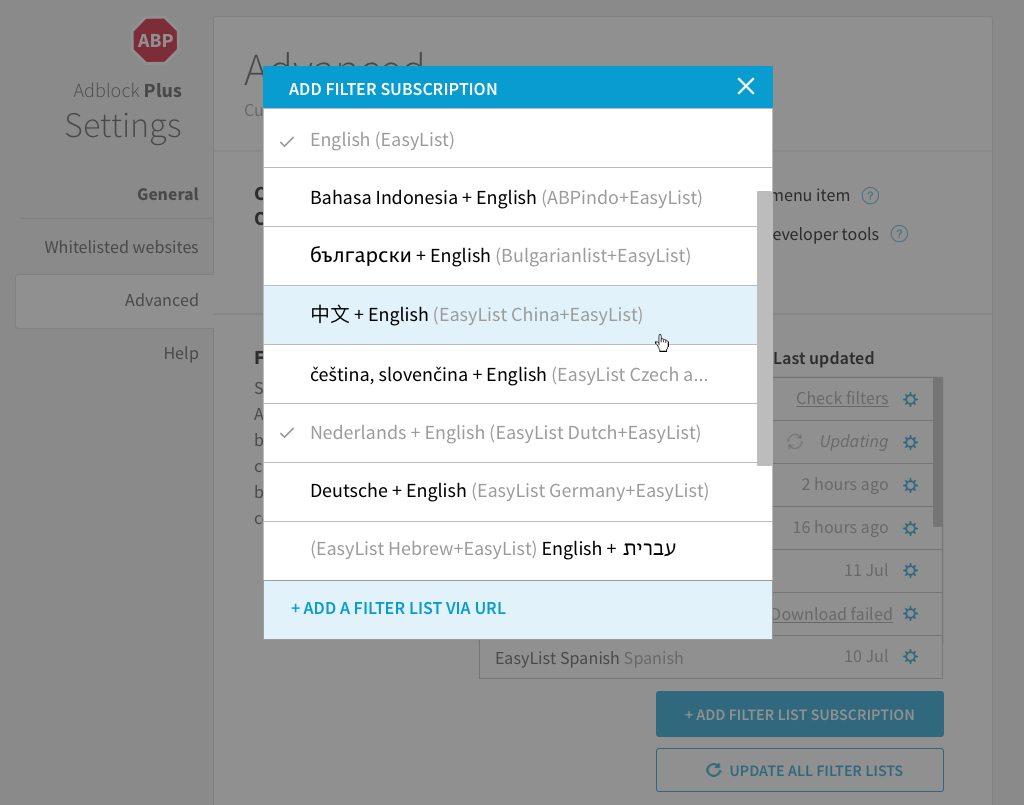 ABP
Adblock Plus
Settings
General
Whitelisted websites
Advanced
Help
Advanced
Cu
ADD FILTER SUBSCRIPTION
English (EasyList)
Bahasa Indonesia + English (ABPindo+EasyList)
български + English (Bulgarianlist+EasyList)
中文 + English (EasyList China+EasyList)
čeština, slovenčina + English (EasyList Czech a...
Nederlands + English (EasyList Dutch+EasyList)
Deutsche + English (EasyList Germany+EasyList)
(EasyList Hebrew+EasyList) English + עברית
+ ADD A FILTER LIST VIA URL
menu item ?
eveloper tools ?
Last updated
Check filters
Updating
2 hours ago
16 hours ago
11 Jul
Download failed
EasyList Spanish Spanish 10 Jul
+ ADD FILTER LIST SUBSCRIPTION
UPDATE ALL FILTER LISTS